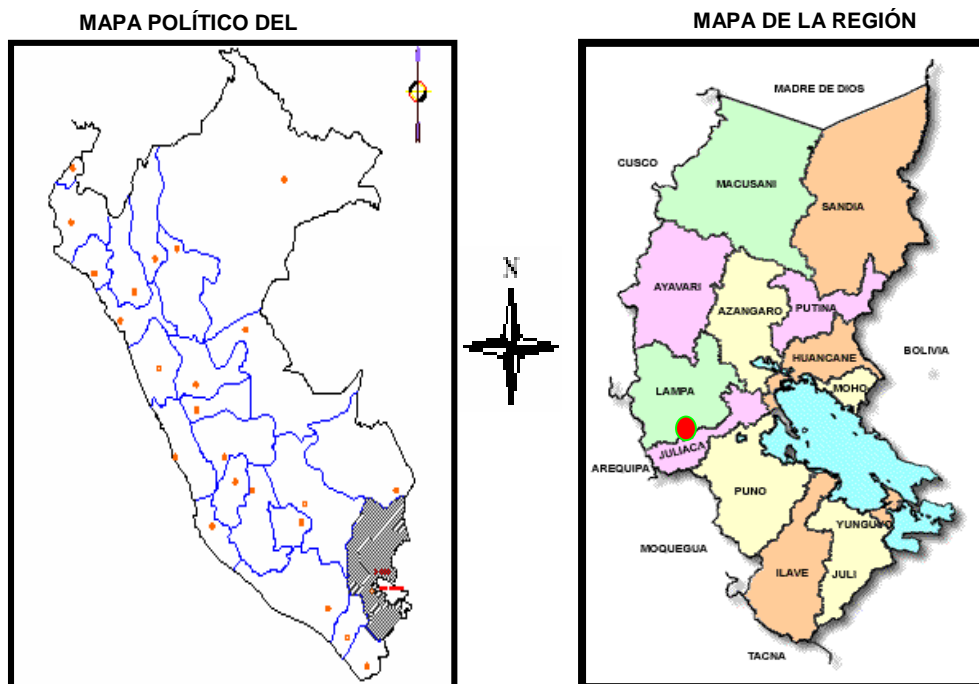 MAPA POLÍTICO DEL
MAPA DE LA REGIÓN
N
MADRE DE DIOS
CUSCO
MACUSANI
SANDIA
AYAVARI
AZANGARO
PUTINA
HUANCANE
BOLIVIA
LAMPA
MOHO
JULIACA
AREQUIPA
PUNO
YUNGUYO
MOQUEGUA
ILAVE
JULI
TACNA